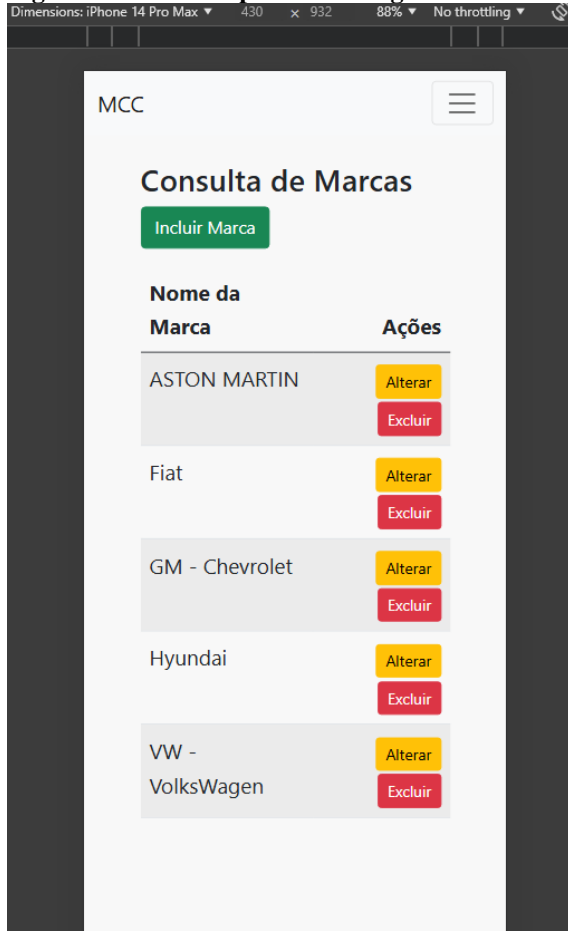 Dimensions: iPhone 14 Pro Max ▼ 430 × 932 88% ▼ No throttling ▼
MCC
Consulta de Marcas
Incluir Marca
Nome da
Marca
Ações
ASTON MARTIN
Alterar
Excluir
Fiat
Alterar
Excluir
GM - Chevrolet
Alterar
Excluir
Hyundai
Alterar
Excluir
VW -
VolksWagen
Alterar
Excluir